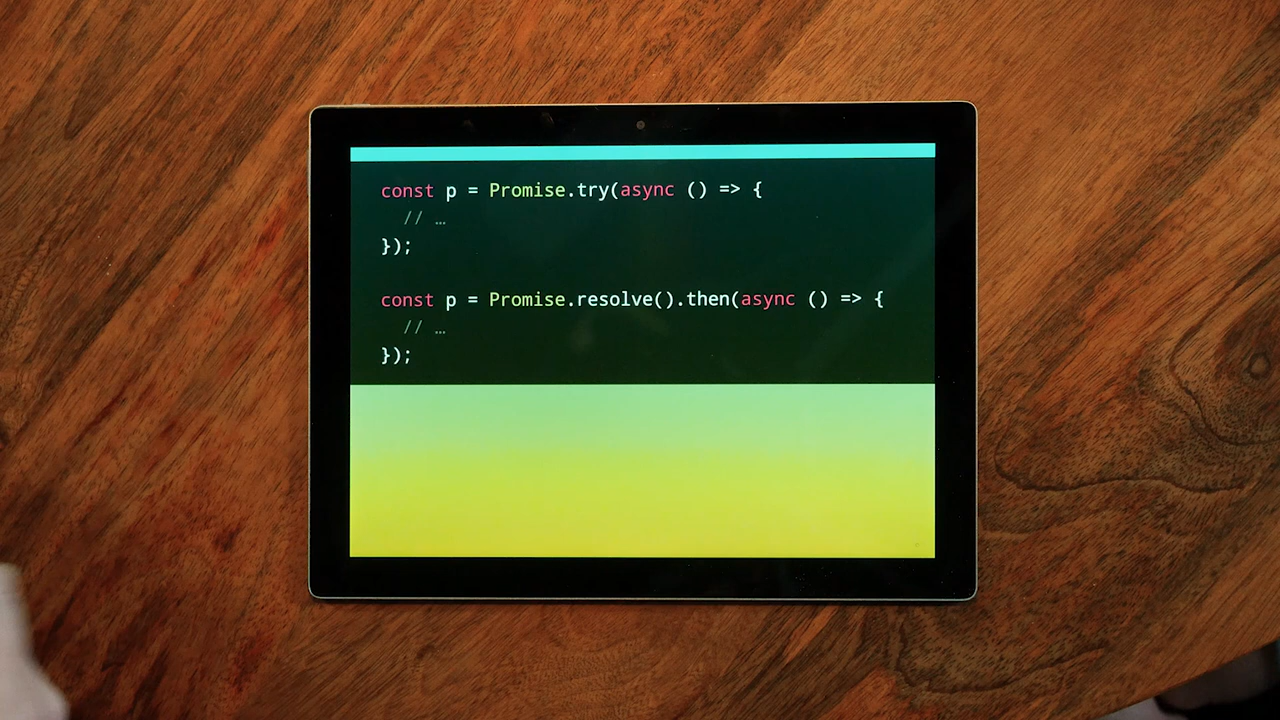 const p = Promise.try(async () => {
  // …
});
const p = Promise.resolve().then(async () => {
  // …
});